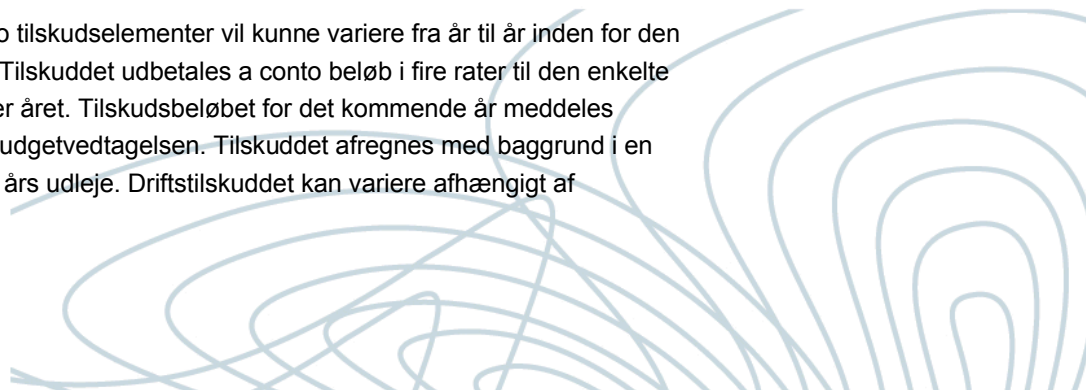 tilskudselementer vil kunne variere fra år til år inden for den
Tilskuddet udbetales a conto beløb i fire rater til den enkelte
året. Tilskudsbeløbet for det kommende år meddeles
udgetvedtagelsen. Tilskuddet afregnes med baggrund i en
års udleje. Driftstilskuddet kan variere afhængigt af